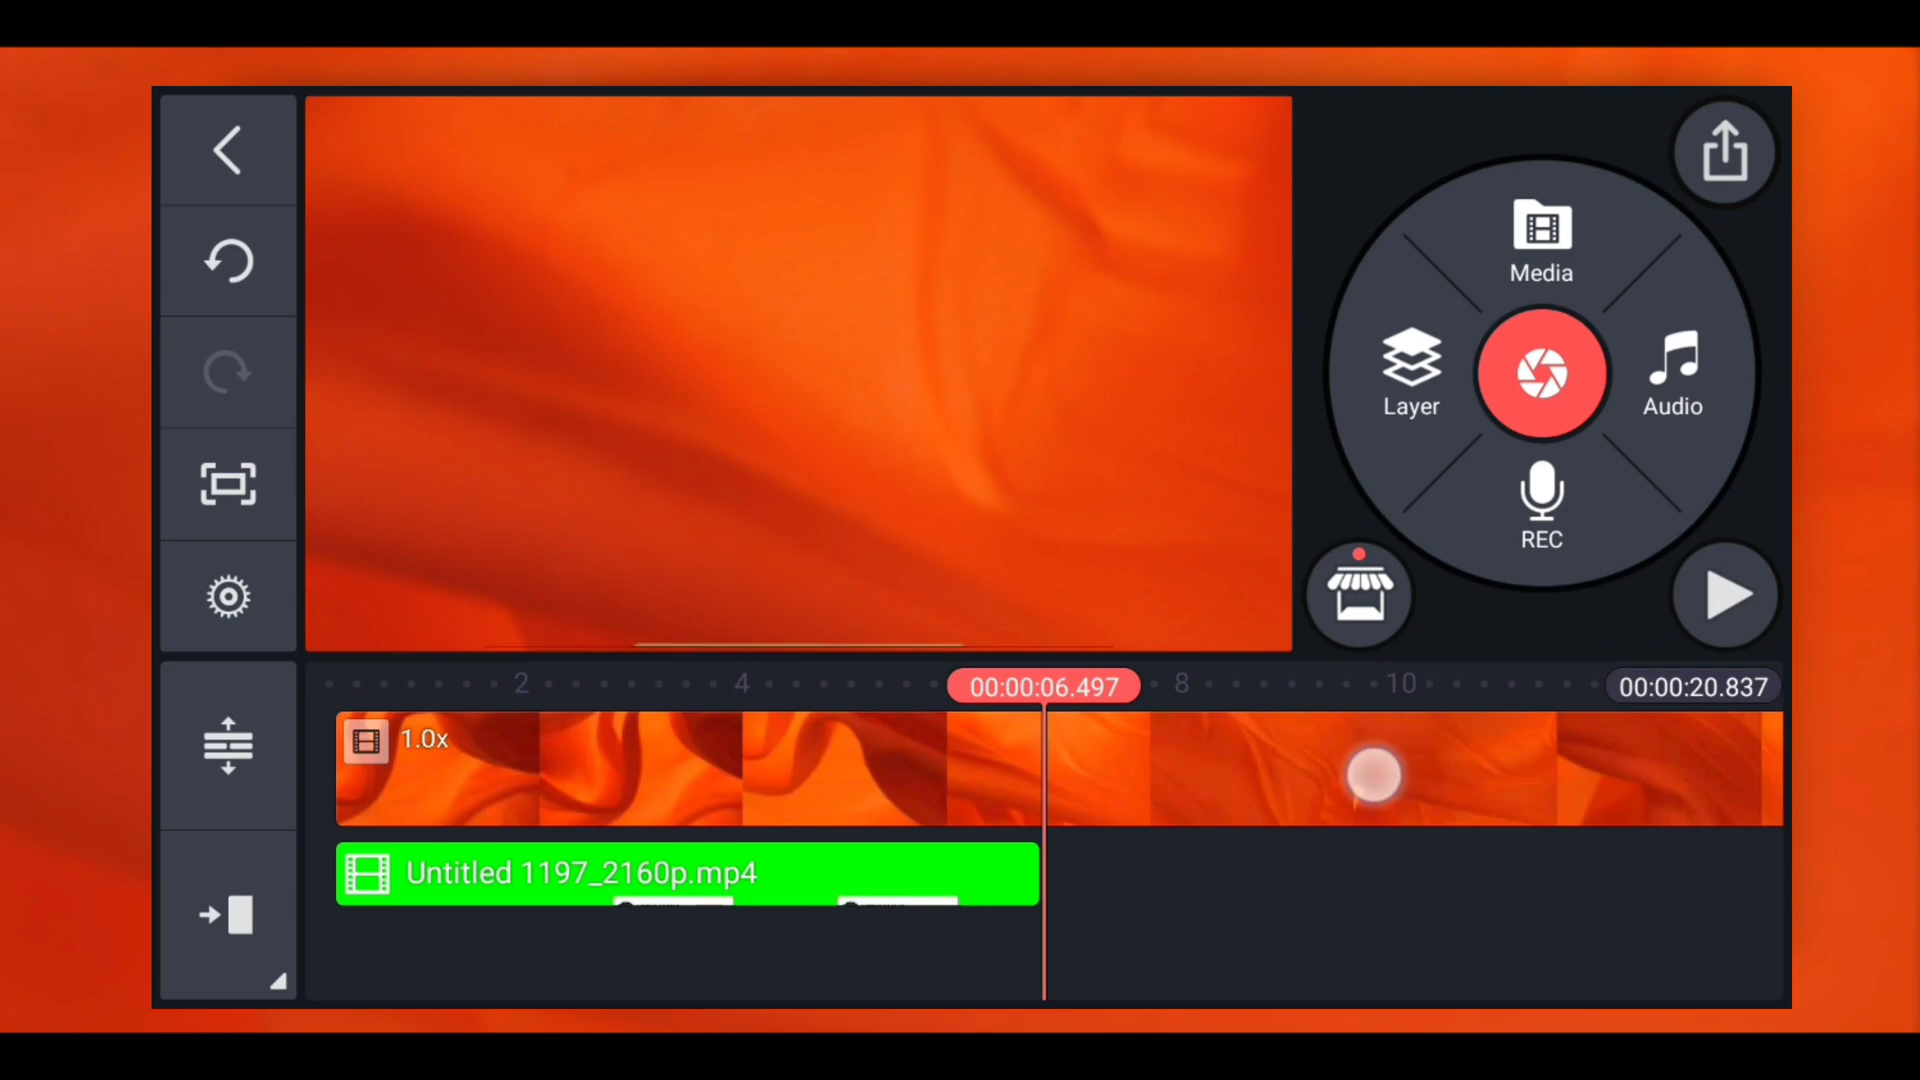 Media
Layer
Audio
REC
2
4
00:00:06.497
8
10
00:00:20.837
1.0x
Untitled 1197_2160p.mp4